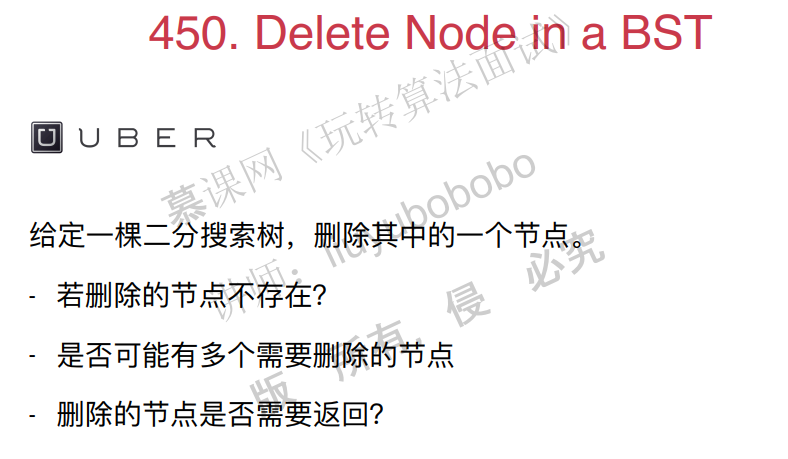 450. Delete Node in a BST
UBER
给定一棵二分搜索树，删除其中的一个节点。
- 若删除的节点不存在？
- 是否可能有多个需要删除的节点
- 删除的节点是否需要返回？
慕课网《玩转算法面试》
讲师：liuyubobobo
版 所有，侵 必究